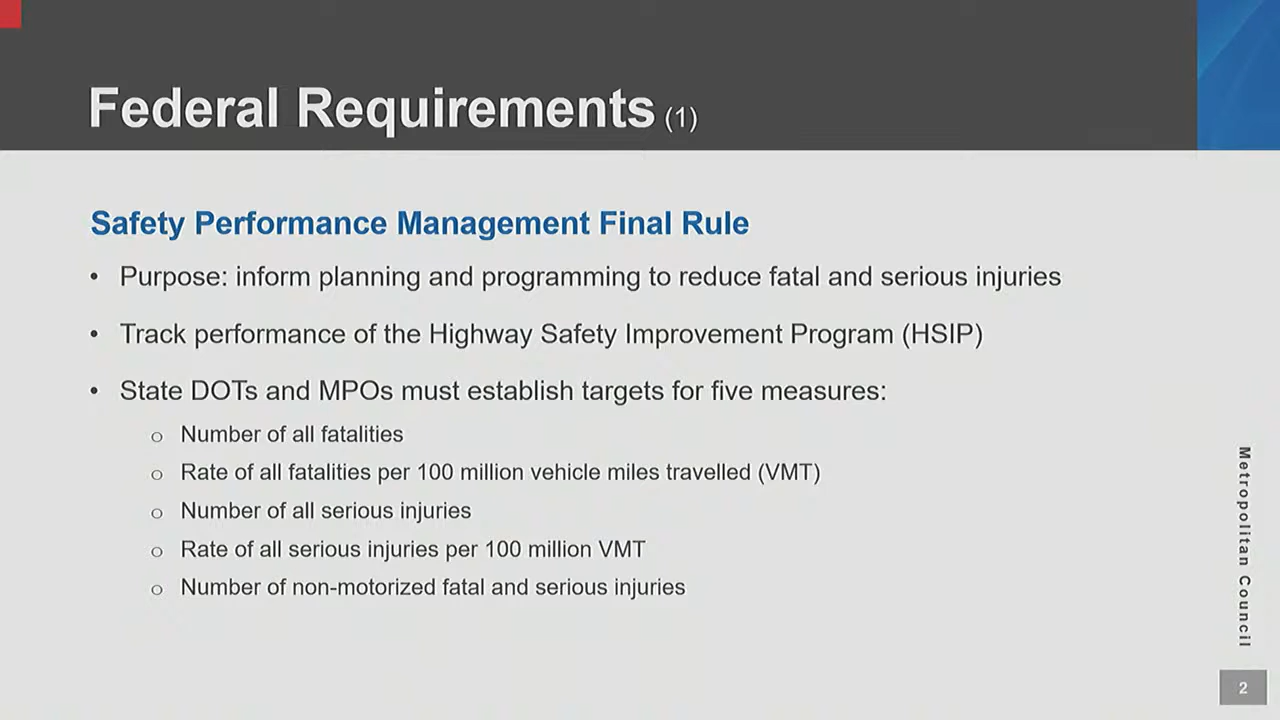 Federal Requirements (1)
Safety Performance Management Final Rule
• Purpose: inform planning and programming to reduce fatal and serious injuries
• Track performance of the Highway Safety Improvement Program (HSIP)
• State DOTs and MPOs must establish targets for five measures:
o Number of all fatalities
o Rate of all fatalities per 100 million vehicle miles travelled (VMT)
o Number of all serious injuries
o Rate of all serious injuries per 100 million VMT
o Number of non-motorized fatal and serious injuries
Metropolitan Council
2